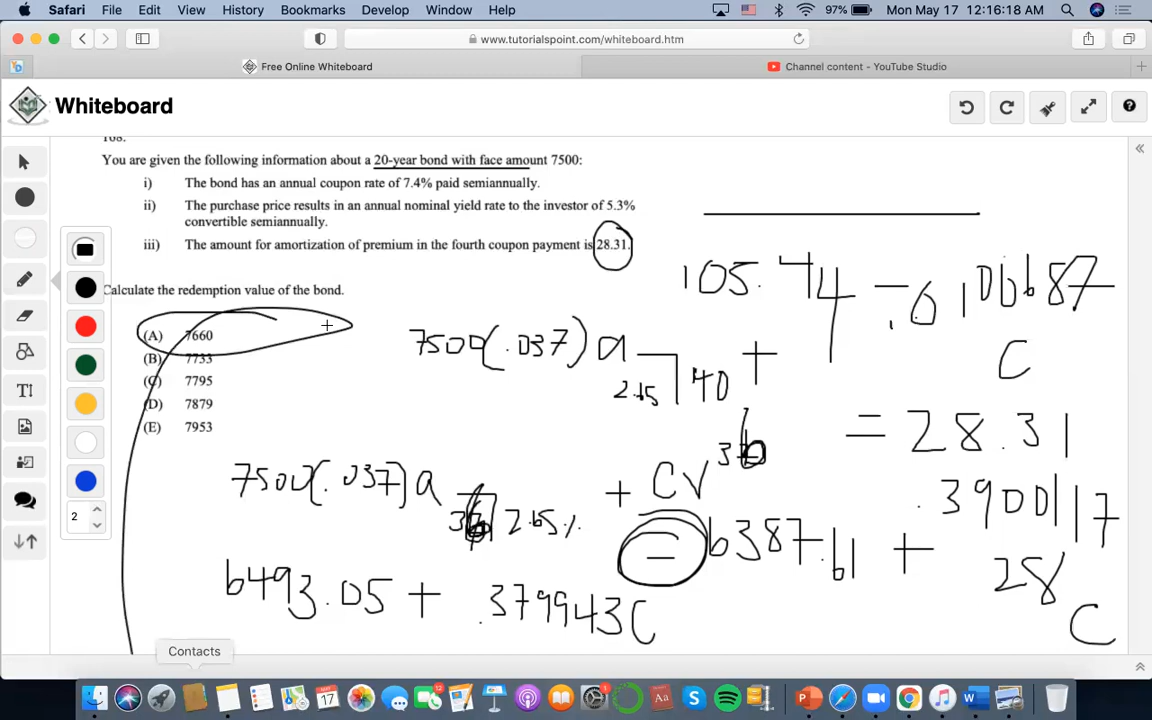 Safari File Edit View History Bookmarks Develop Window Help 97% Mon May 17 12:16:18 AM
www.tutorialspoint.com/whiteboard.htm
Free Online Whiteboard Channel content - YouTube Studio
Whiteboard
168.
You are given the following information about a 20-year bond with face amount 7500:
i) The bond has an annual coupon rate of 7.4% paid semiannually.
ii) The purchase price results in an annual nominal yield rate to the investor of 5.3%
convertible semiannually.
iii) The amount for amortization of premium in the fourth coupon payment is 28.31.
Calculate the redemption value of the bond.
(A) 7660
(B) 7733
(C) 7795
(D) 7879
(E) 7953
105.74 - .0100687
C
= 28.31
7500(.037) a 40 +
2.65
7500(.037) a 2.65% + CV
- 6387.61 + .3900117
28
C
6493.05 + .379943C
2
Contacts